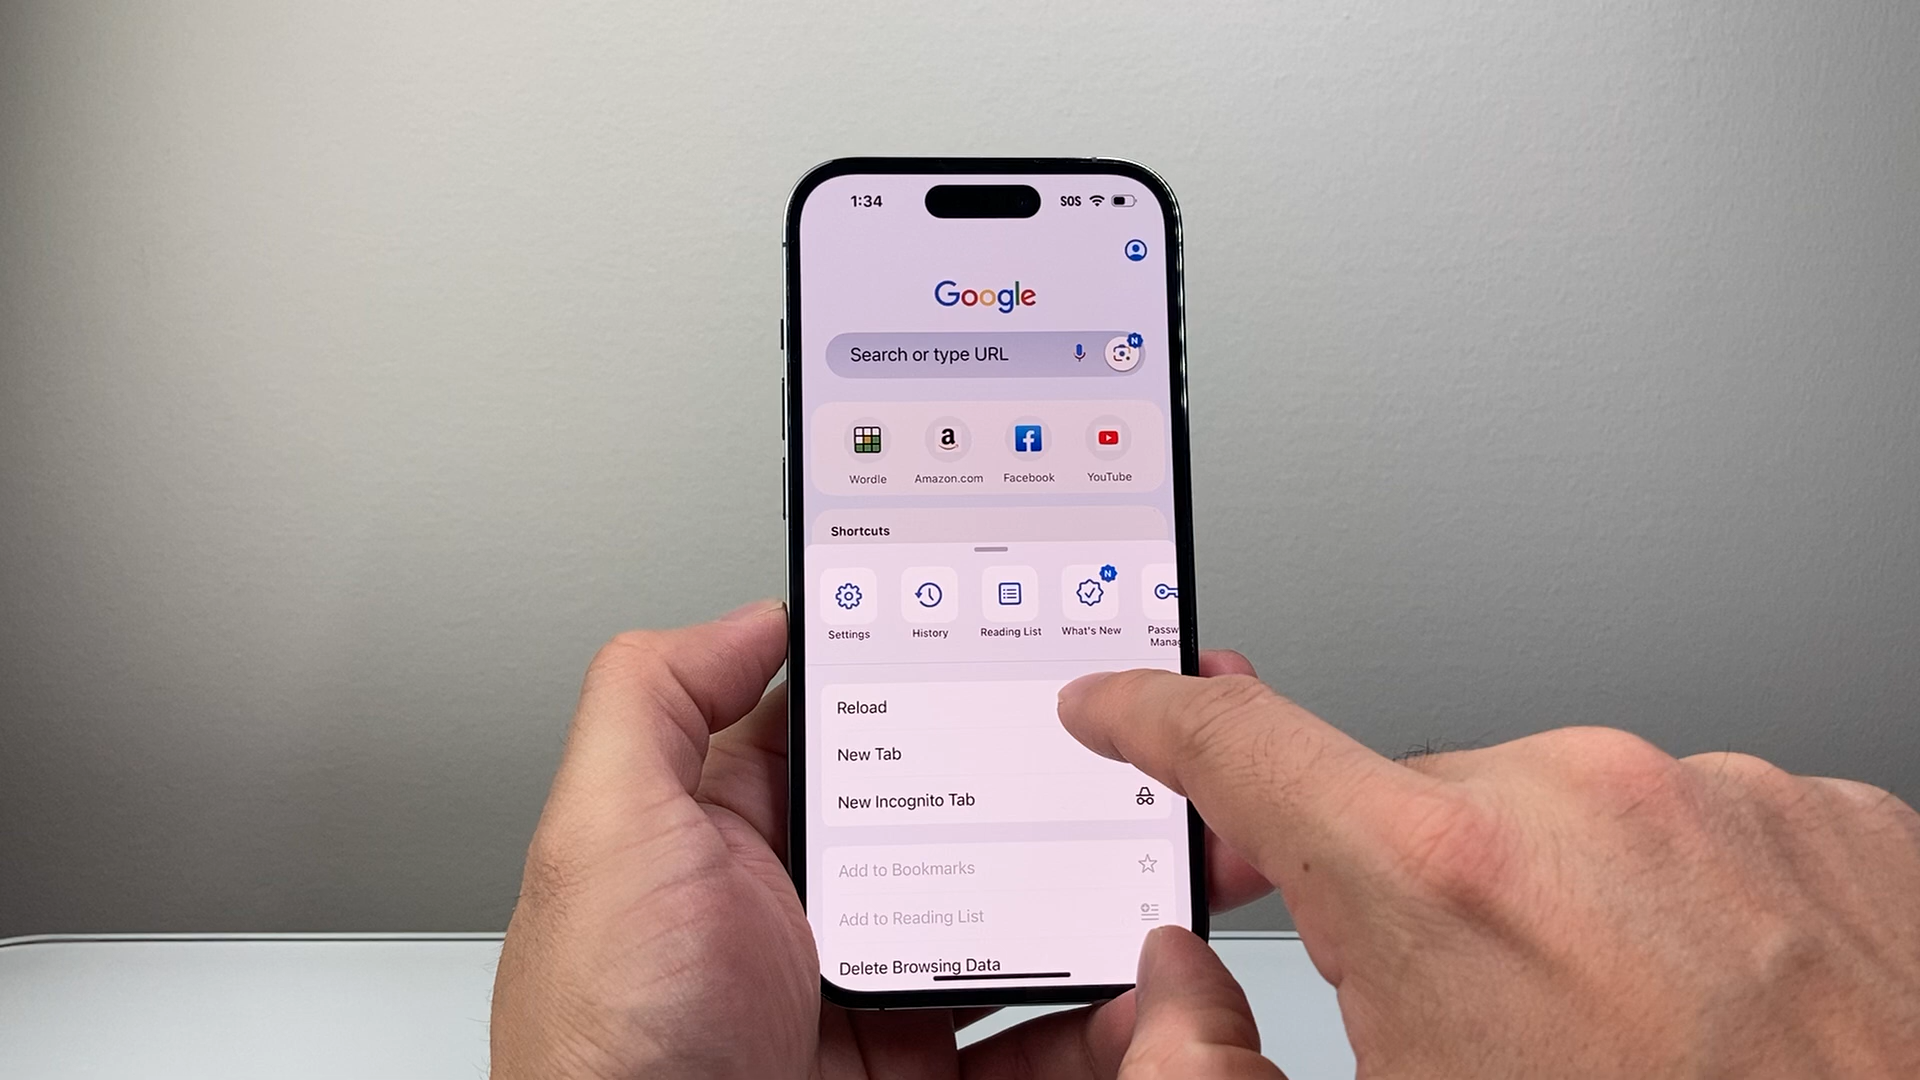 1:34 SOS
Google
Search or type URL
N
Wordle Amazon.com Facebook YouTube
Shortcuts
N
Settings History Reading List What's New
Reload
New Tab
New Incognito Tab
Add to Bookmarks
Add to Reading List
Delete Browsing Data